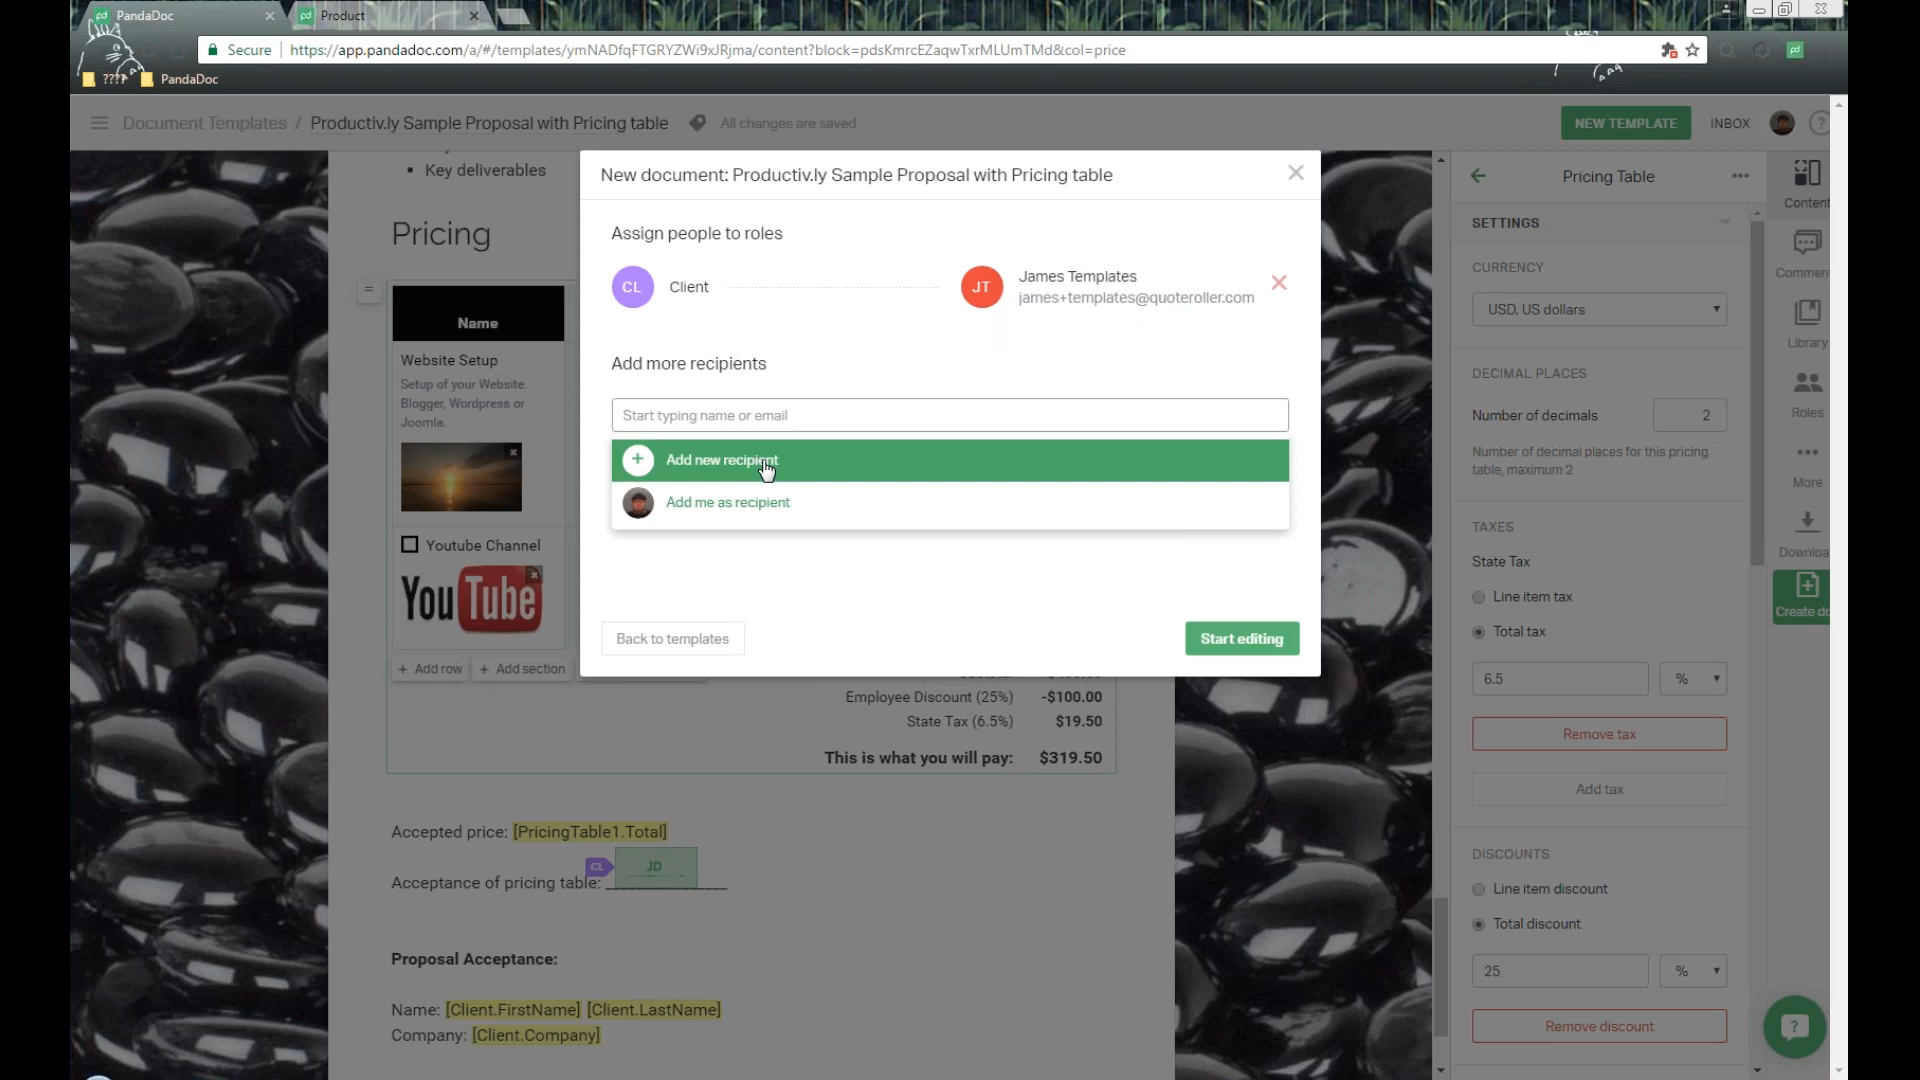 PandaDoc
Product
Secure
https://app.pandadoc.com/a/#/templates/ymNADfqFTGRYZWi9xJRjma/content?block=pdsKmrcEZaqwTxrMLUmTMd&col=price
????
PandaDoc
Document Templates / Productiv.ly Sample Proposal with Pricing table
All changes are saved
NEW TEMPLATE
INBOX
?
• Key deliverables
Pricing
Name
Website Setup
Setup of your Website.
Blogger, Wordpress or
Joomla.
Youtube Channel
YouTube
+ Add row
+ Add section
Employee Discount (25%) -$100.00
State Tax (6.5%) $19.50
This is what you will pay: $319.50
Accepted price: [PricingTable1.Total]
CL
JD
Acceptance of pricing table:
Proposal Acceptance:
Name: [Client.FirstName] [Client.LastName]
Company: [Client.Company]
New document: Productiv.ly Sample Proposal with Pricing table
Assign people to roles
CL
Client
JT
James Templates
james+templates@quoteroller.com
Add more recipients
Start typing name or email
Add new recipient
Add me as recipient
Back to templates
Start editing
Pricing Table
SETTINGS
CURRENCY
USD, US dollars
DECIMAL PLACES
Number of decimals 2
Number of decimal places for this pricing
table, maximum 2
TAXES
State Tax
Line item tax
Total tax
6.5 %
Remove tax
Add tax
DISCOUNTS
Line item discount
Total discount
25 %
Remove discount
Content
Commen
Library
Roles
More
Downloa
Create do
?